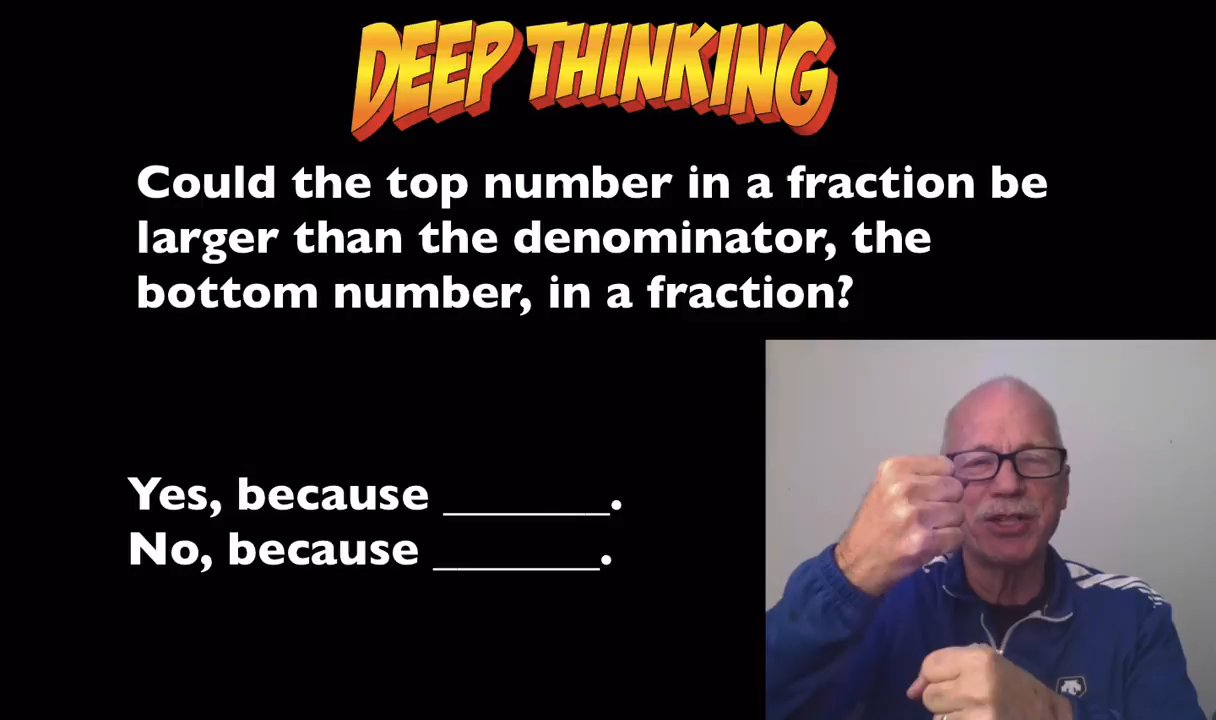 DEEP THINKING
Could the top number in a fraction be
larger than the denominator, the
bottom number, in a fraction?
Yes, because _______.
No, because _______.